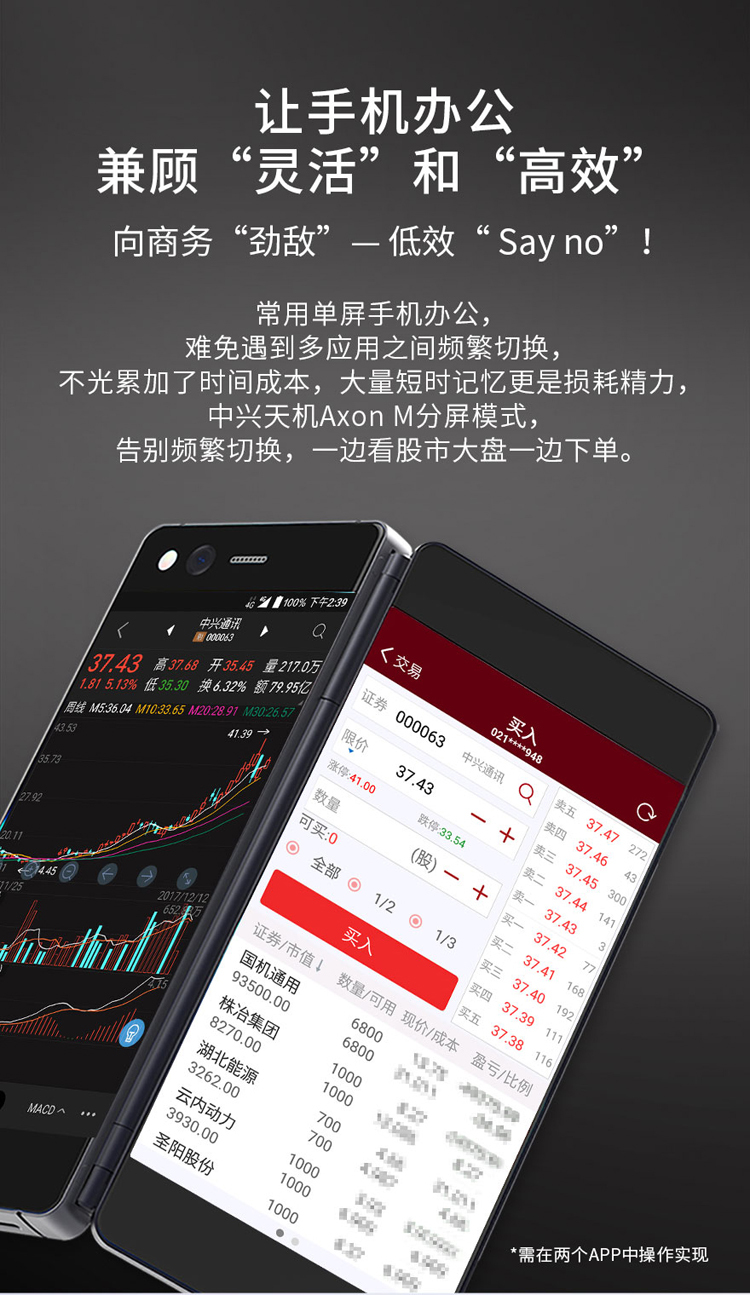 让手机办公
兼顾“灵活”和“高效”
向商务“劲敌”— 低效“ Say no”！
常用单屏手机办公，
难免遇到多应用之间频繁切换，
不光累加了时间成本，大量短时记忆更是损耗精力，
中兴天机Axon M分屏模式，
告别频繁切换，一边看股市大盘一边下单。
4G 100% 下午2:39
中兴通讯
000063
37.43 高37.68 开35.45 量217.0万
1.81 5.13% 低35.30 换6.32% 额79.95亿
周线 M5:36.04 M10:33.65 M20:28.91 M30:26.57
43.53
41.39
35.73
27.92
20.11
4.45
11/25
2017/12/12
4.15
MACD
交易
买入
021****948
证券 000063 中兴通讯
限价 37.43
涨停:41.00 跌停:33.54
数量 (股)
可买:0
全部 1/2 1/3
买入
卖五 37.47 272
卖四 37.46 43
卖三 37.45 300
卖二 37.44 141
卖一 37.43 3
买一 37.42 77
买二 37.41 168
买三 37.40 192
买四 37.39 111
买五 37.38 116
证券/市值 数量/可用 现价/成本 盈亏/比例
国机通用 6800
93500.00 6800
株冶集团 1000
8270.00 1000
湖北能源 700
3262.00 700
云内动力 1000
3930.00 1000
圣阳股份 1000
*需在两个APP中操作实现